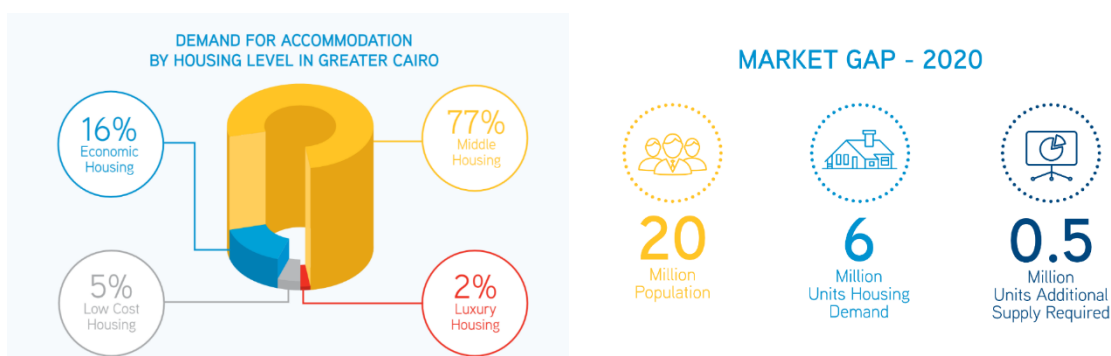 DEMAND FOR ACCOMMODATION
BY HOUSING LEVEL IN GREATER CAIRO
16%
Economic
Housing
77%
Middle
Housing
5%
Low Cost
Housing
2%
Luxury
Housing
MARKET GAP - 2020
20
Million
Population
6
Million
Units Housing
Demand
0.5
Million
Units Additional
Supply Required